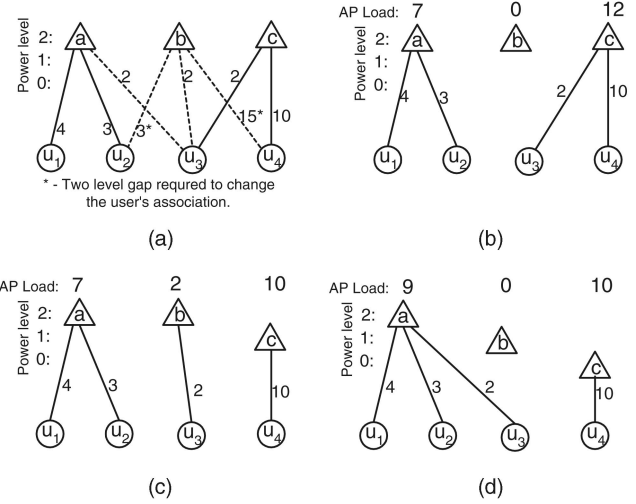 Power level
2:
1:
0:
a
b
c
2
2
2
4
3
3*
15*
10
u1
u2
u3
u4
* - Two level gap requred to change
the user's association.
(a)
AP Load: 7 0 12
Power level
2:
1:
0:
a
b
c
4
3
2
10
u1
u2
u3
u4
(b)
AP Load: 7 2 10
Power level
2:
1:
0:
a
b
c
4
3
2
10
u1
u2
u3
u4
(c)
AP Load: 9 0 10
Power level
2:
1:
0:
a
b
c
4
3
2
10
u1
u2
u3
u4
(d)